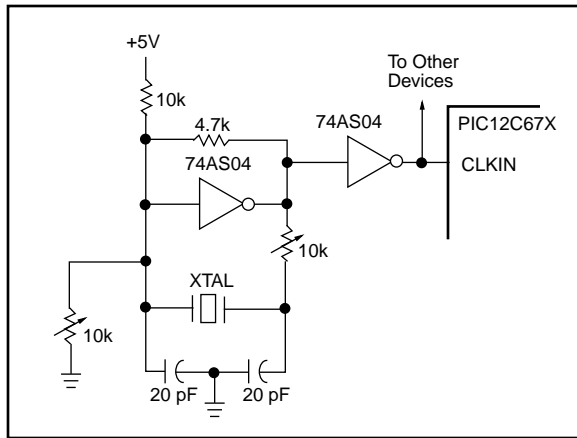 +5V
To Other
Devices
10k
4.7k
74AS04
PIC12C67X
74AS04
CLKIN
10k
XTAL
10k
20 pF
20 pF